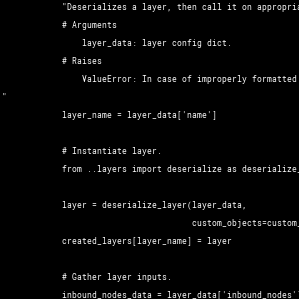 "Deserializes a layer, then call it on appropria
# Arguments
layer_data: layer config dict.
# Raises
ValueError: In case of improperly formatted
"
layer_name = layer_data['name']
# Instantiate layer.
from ..layers import deserialize as deserialize_
layer = deserialize_layer(layer_data,
custom_objects=custom_
created_layers[layer_name] = layer
# Gather layer inputs.
inbound_nodes_data = layer_data['inbound_nodes'